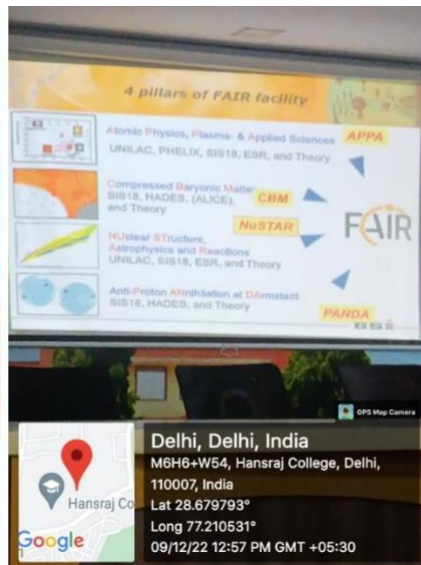 4 pillars of FAIR facility
Atomic Physics, Plasma- & Applied Sciences APPA
UNILAC, PHELIX, SIS18, ESR, and Theory
Compressed Baryonic Matter CBM
SIS18, HADES, (ALICE),
and Theory
NuSTAR
FAIR
NUclear STructure,
Astrophysics and Reactions
UNILAC, SIS18, ESR, and Theory
Anti-Proton ANnihilation at DArmstadt
SIS18, HADES, and Theory
PANDA
GPS Map Camera
Delhi, Delhi, India
M6H6+W54, Hansraj College, Delhi,
110007, India
Lat 28.679793°
Long 77.210531°
09/12/22 12:57 PM GMT +05:30
Hansraj Co
Google